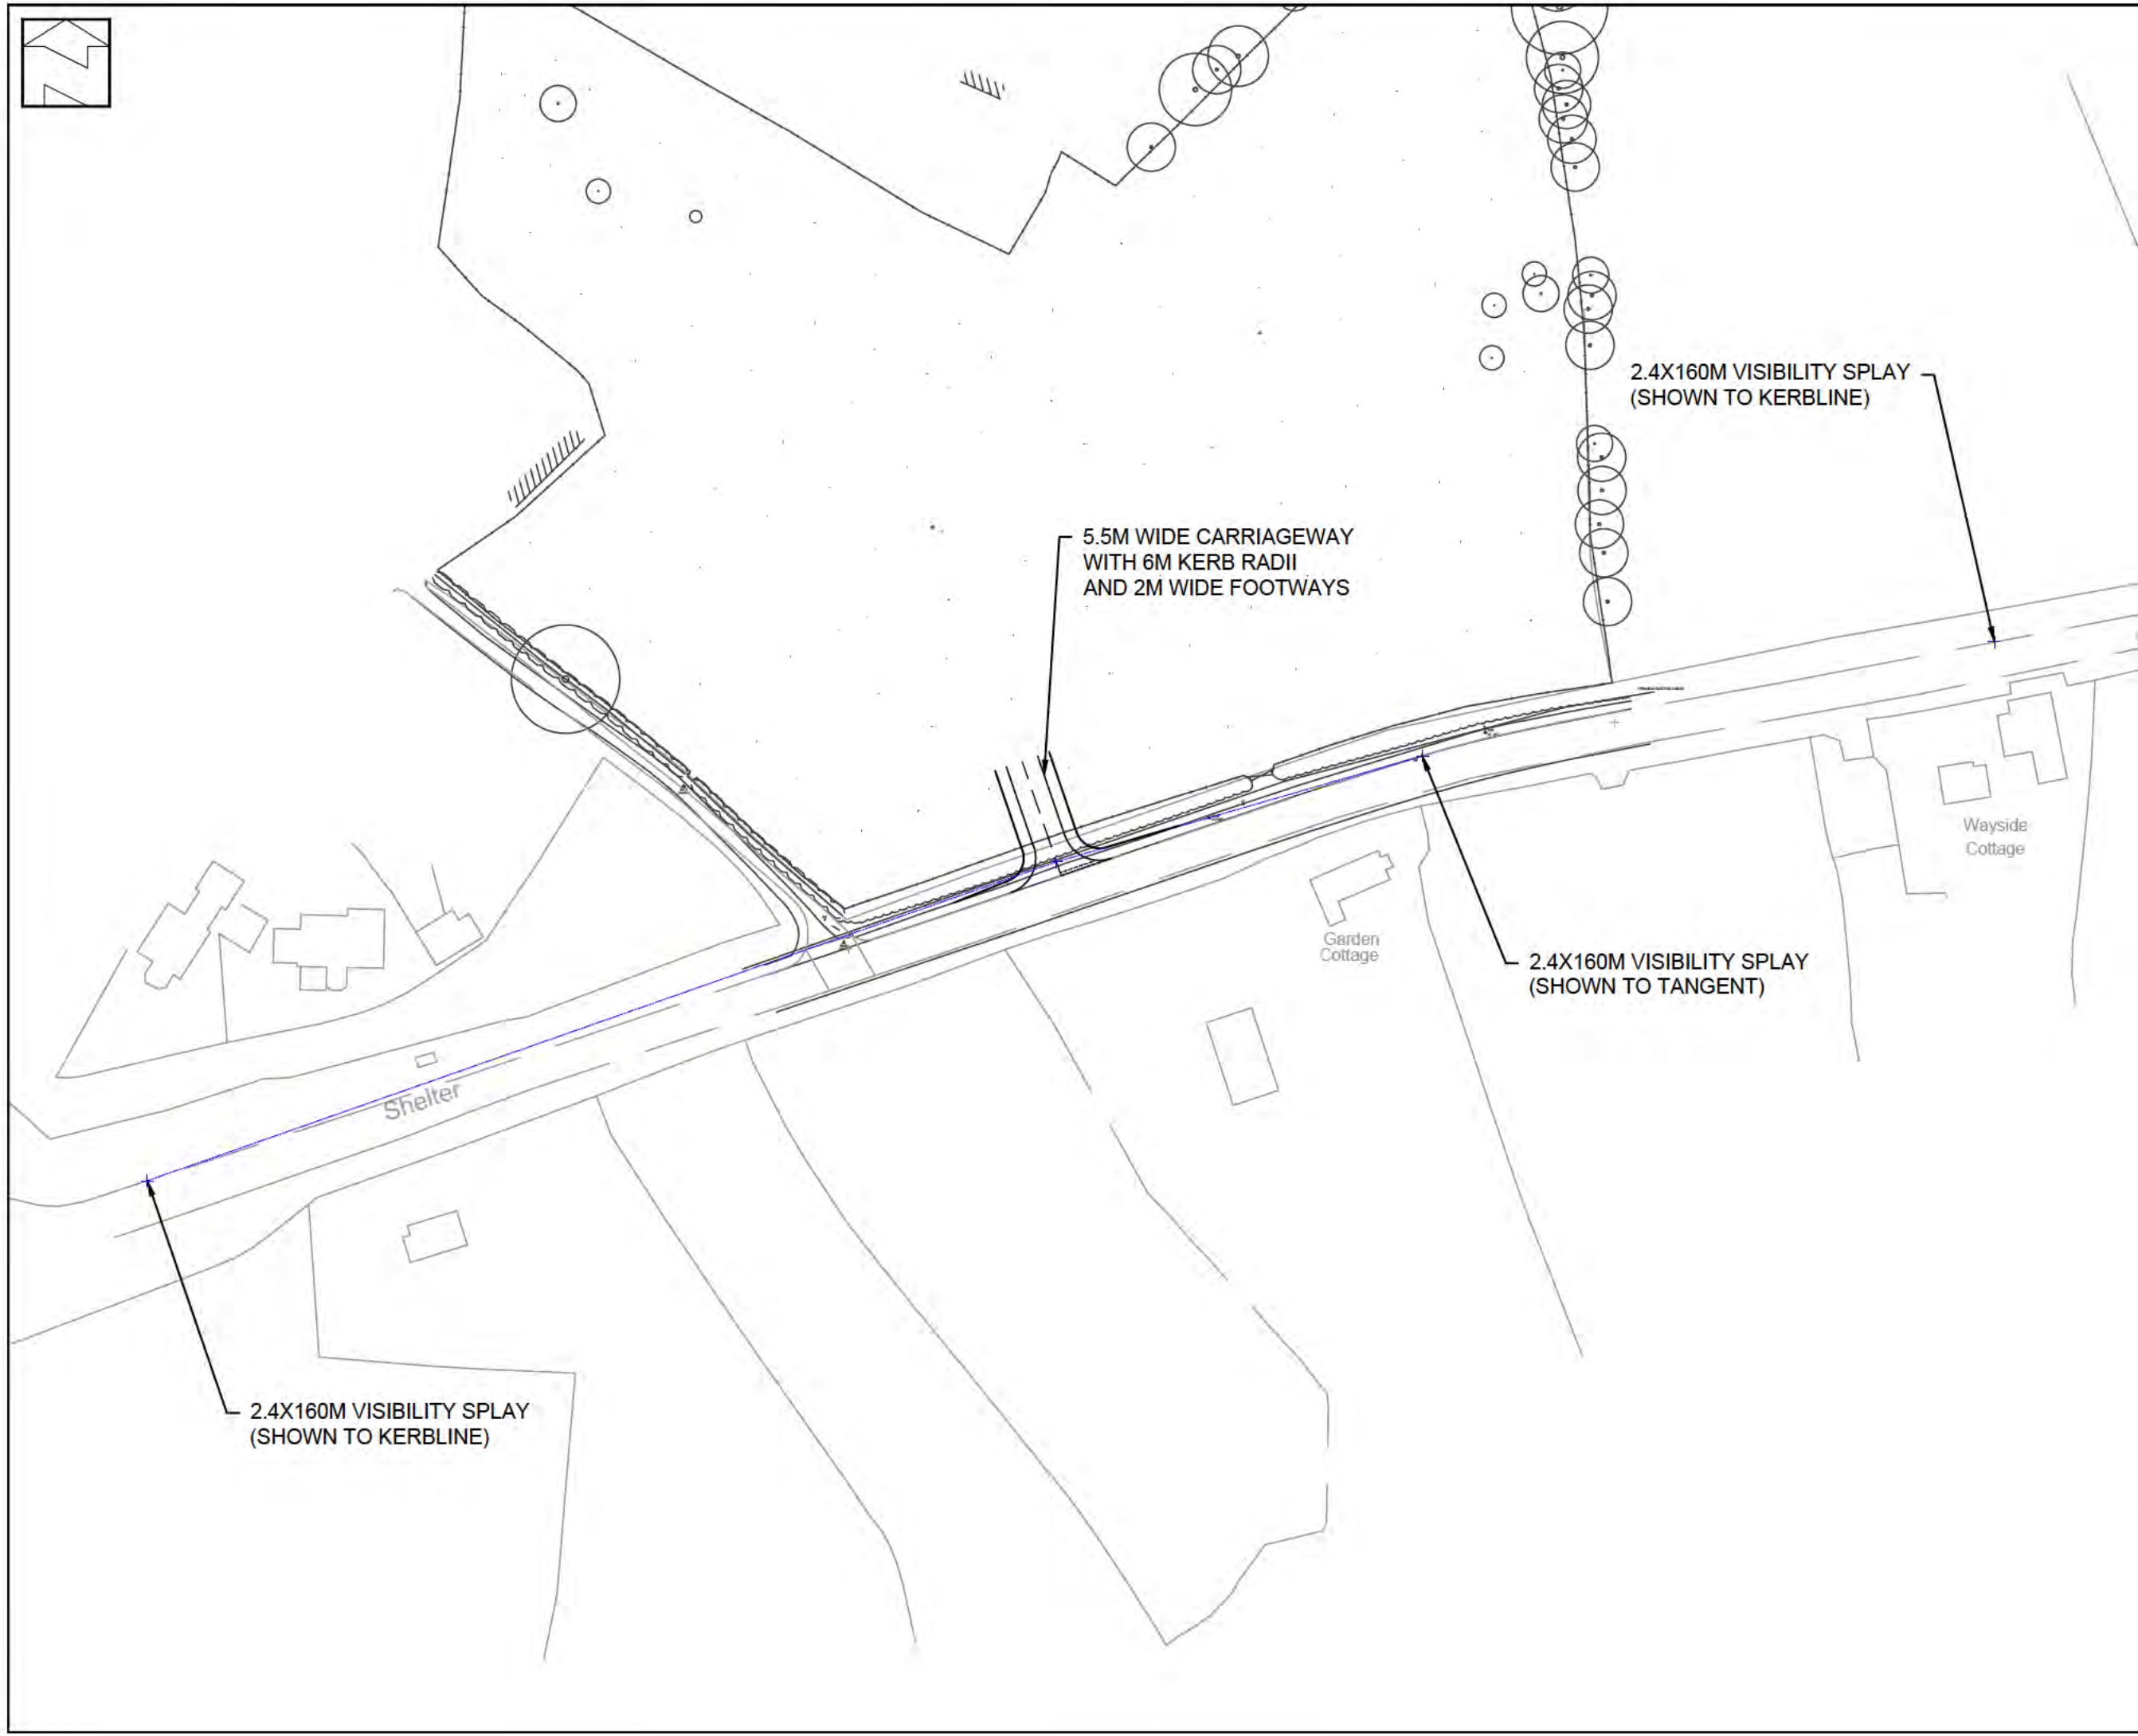 2.4X160M VISIBILITY SPLAY
(SHOWN TO KERBLINE)
5.5M WIDE CARRIAGEWAY
WITH 6M KERB RADII
AND 2M WIDE FOOTWAYS
Wayside
Cottage
Garden
Cottage
2.4X160M VISIBILITY SPLAY
(SHOWN TO TANGENT)
Shelter
2.4X160M VISIBILITY SPLAY
(SHOWN TO KERBLINE)